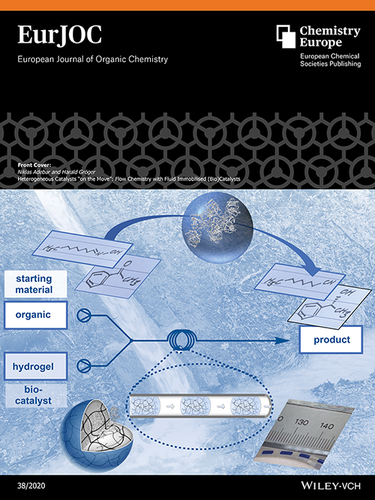 EurJOC
European Journal of Organic Chemistry
Chemistry
Europe
European Chemical
Societies Publishing
Front Cover:
Niklas Adebar and Harald Gröger
Heterogeneous Catalysts "on the Move": Flow Chemistry with Fluid Immobilised (Bio)Catalysts
starting
material
organic
hydrogel
bio-
catalyst
product
130
140
38/2020
WILEY-VCH